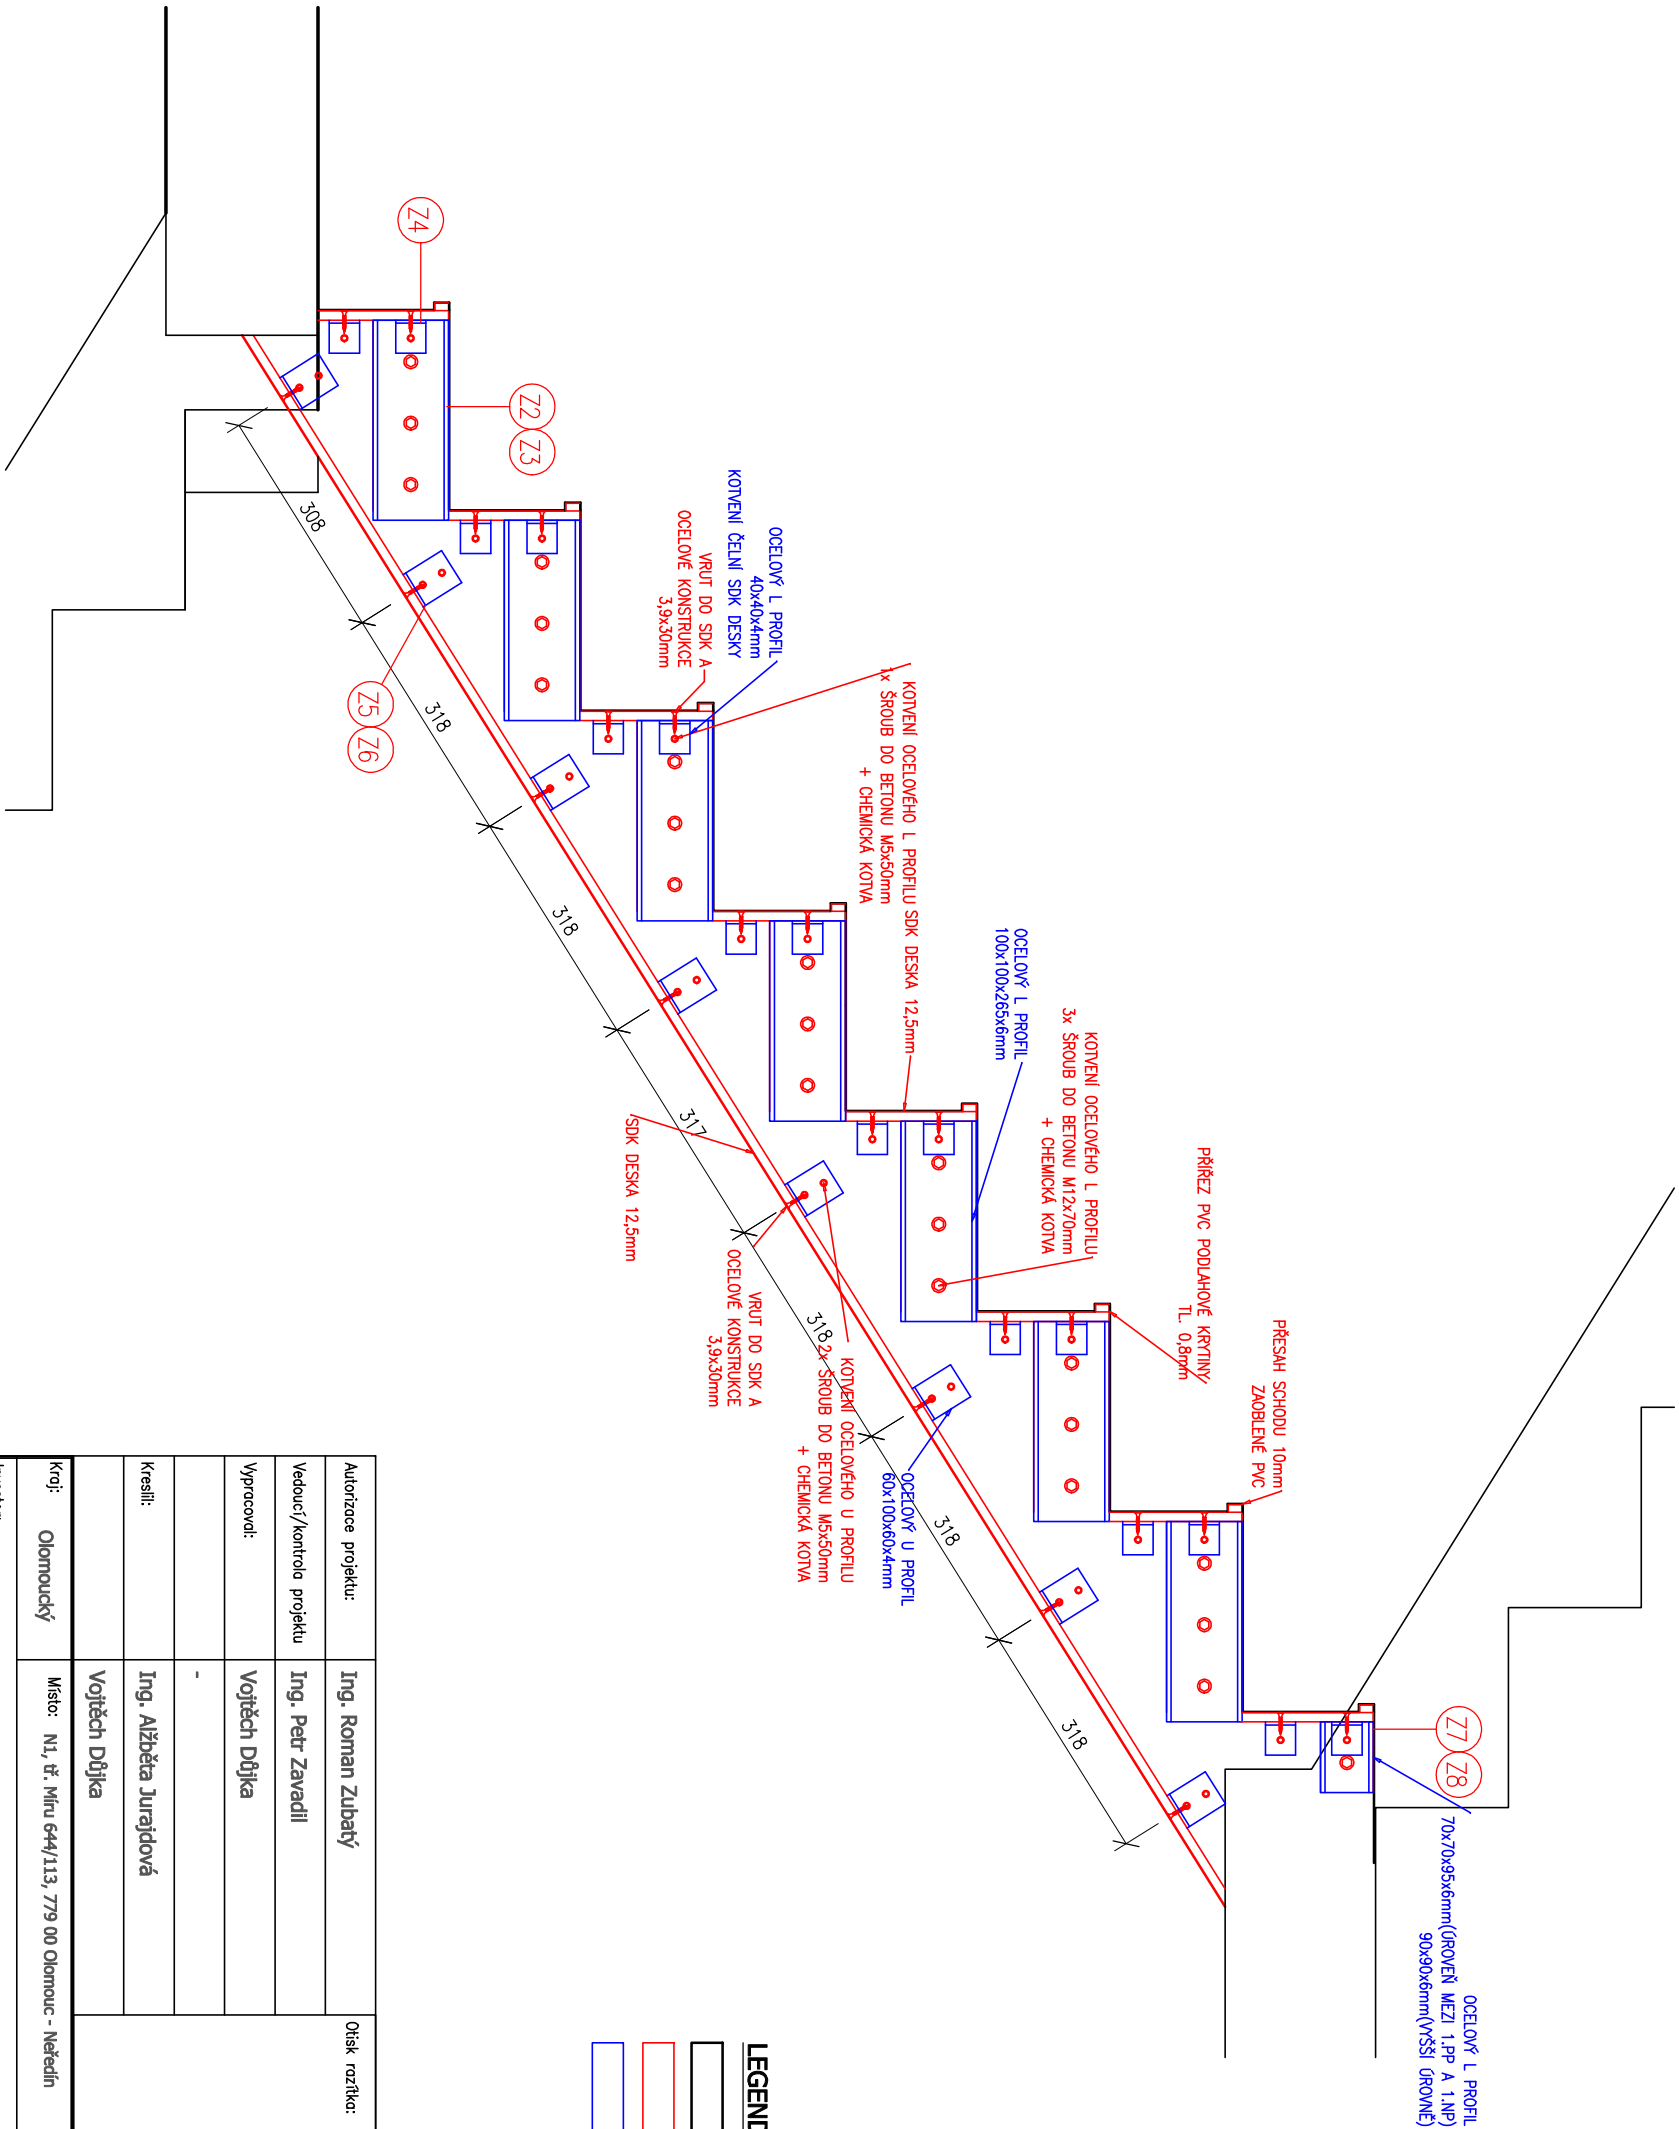 Z4
Z2
Z3
Z5
Z6
Z7
Z8
OCELOVÝ L PROFIL
40x40x4mm
KOTVENÍ ČELNÍ SDK DESKY
VRUT DO SDK A
OCELOVÉ KONSTRUKCE
3,9x30mm
KOTVENÍ OCELOVÉHO L PROFILU
1x ŠROUB DO BETONU M5x50mm
+ CHEMICKÁ KOTVA
SDK DESKA 12,5mm
OCELOVÝ L PROFIL
100x100x265x6mm
KOTVENÍ OCELOVÉHO L PROFILU
3x ŠROUB DO BETONU M12x70mm
+ CHEMICKÁ KOTVA
PŘÍŘEZ PVC PODLAHOVÉ KRYTINY
TL. 0,8mm
PŘESAH SCHODU 10mm
ZAOBLENÉ PVC
OCELOVÝ L PROFIL
70x70x95x6mm(ÚROVEŇ MEZI 1.PP A 1.NP)
90x90x6mm(VYŠŠÍ ÚROVNĚ)
308
318
318
317
318
318
318
SDK DESKA 12,5mm
VRUT DO SDK A
OCELOVÉ KONSTRUKCE
3,9x30mm
KOTVENÍ OCELOVÉHO U PROFILU
2x ŠROUB DO BETONU M5x50mm
+ CHEMICKÁ KOTVA
OCELOVÝ U PROFIL
60x100x60x4mm
LEGEND
Autorizace projektu: Ing. Roman Zubatý
Otisk razítka:
Vedoucí/kontrola projektu Ing. Petr Zavadil
Vypracoval: Vojtěch Důjka
-
Kreslil: Ing. Alžběta Jurajdová
Vojtěch Důjka
Kraj: Olomoucký
Místo: N1, tř. Míru 644/113, 779 00 Olomouc - Neředín